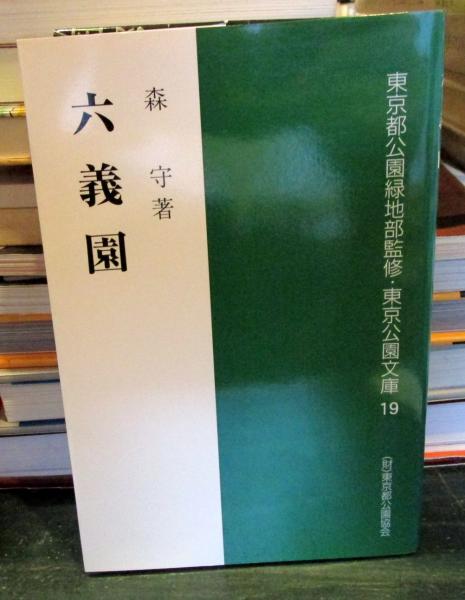 東京都公園緑地部監修・東京公園文庫 19
(財)東京都公園協会
森 守著
六義園